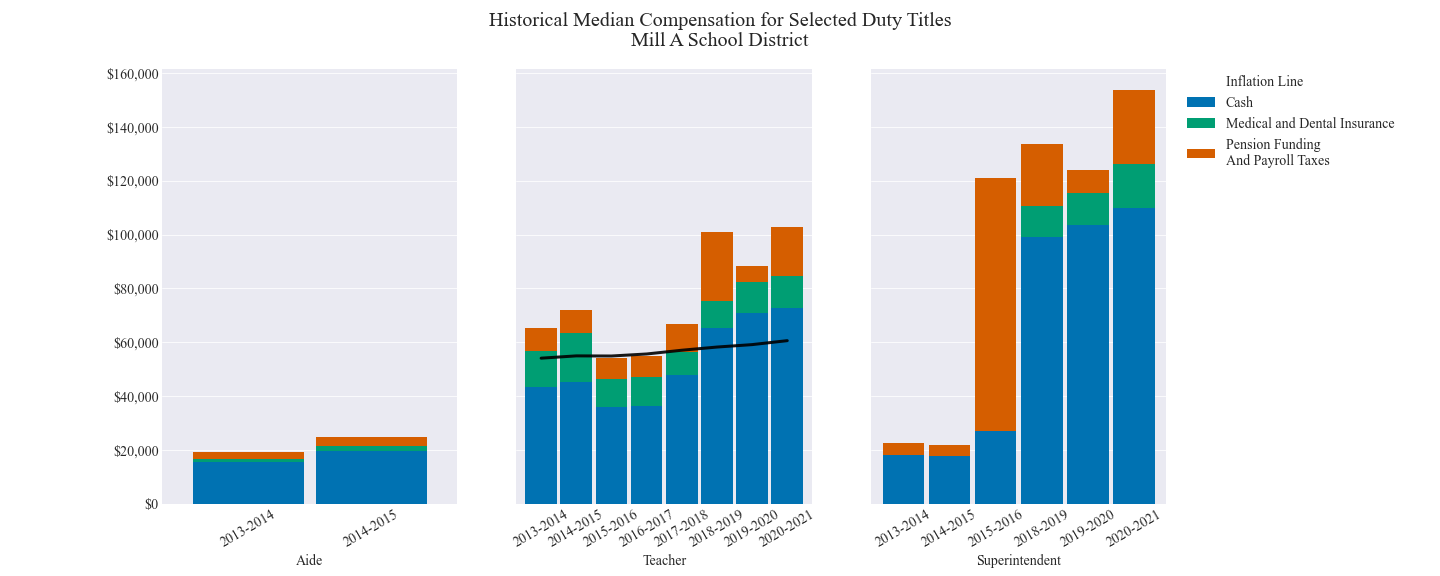 Historical Median Compensation for Selected Duty Titles
Mill A School District
$160,000
$140,000
$120,000
$100,000
$80,000
$60,000
$40,000
$20,000
$0
2013-2014
2014-2015
Aide
2013-2014
2014-2015
2015-2016
2016-2017
2017-2018
2018-2019
2019-2020
2020-2021
Teacher
2013-2014
2014-2015
2015-2016
2018-2019
2019-2020
2020-2021
Superintendent
Inflation Line
Cash
Medical and Dental Insurance
Pension Funding
And Payroll Taxes